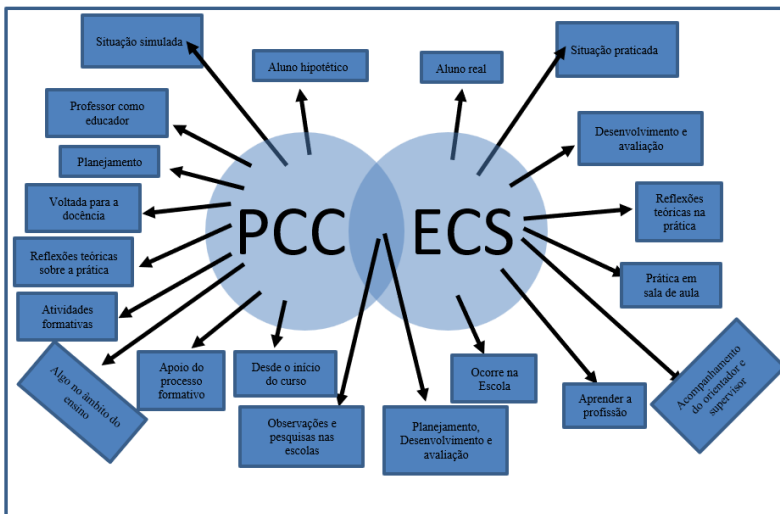 Situação simulada
Aluno hipotético
Aluno real
Situação praticada
Professor como
educador
Planejamento
Voltada para a
docência
Reflexões teóricas
sobre a prática
Atividades
formativas
Algo no âmbito do
ensino
Apoio do
processo
formativo
Desde o início
do curso
Observações e
pesquisas nas
escolas
PCC
ECS
Planejamento,
Desenvolvimento e
avaliação
Ocorre na
Escola
Aprender a
profissão
Acompanhamento
do orientador e
supervisor
Prática em
sala de aula
Reflexões
teóricas na
prática
Desenvolvimento e
avaliação